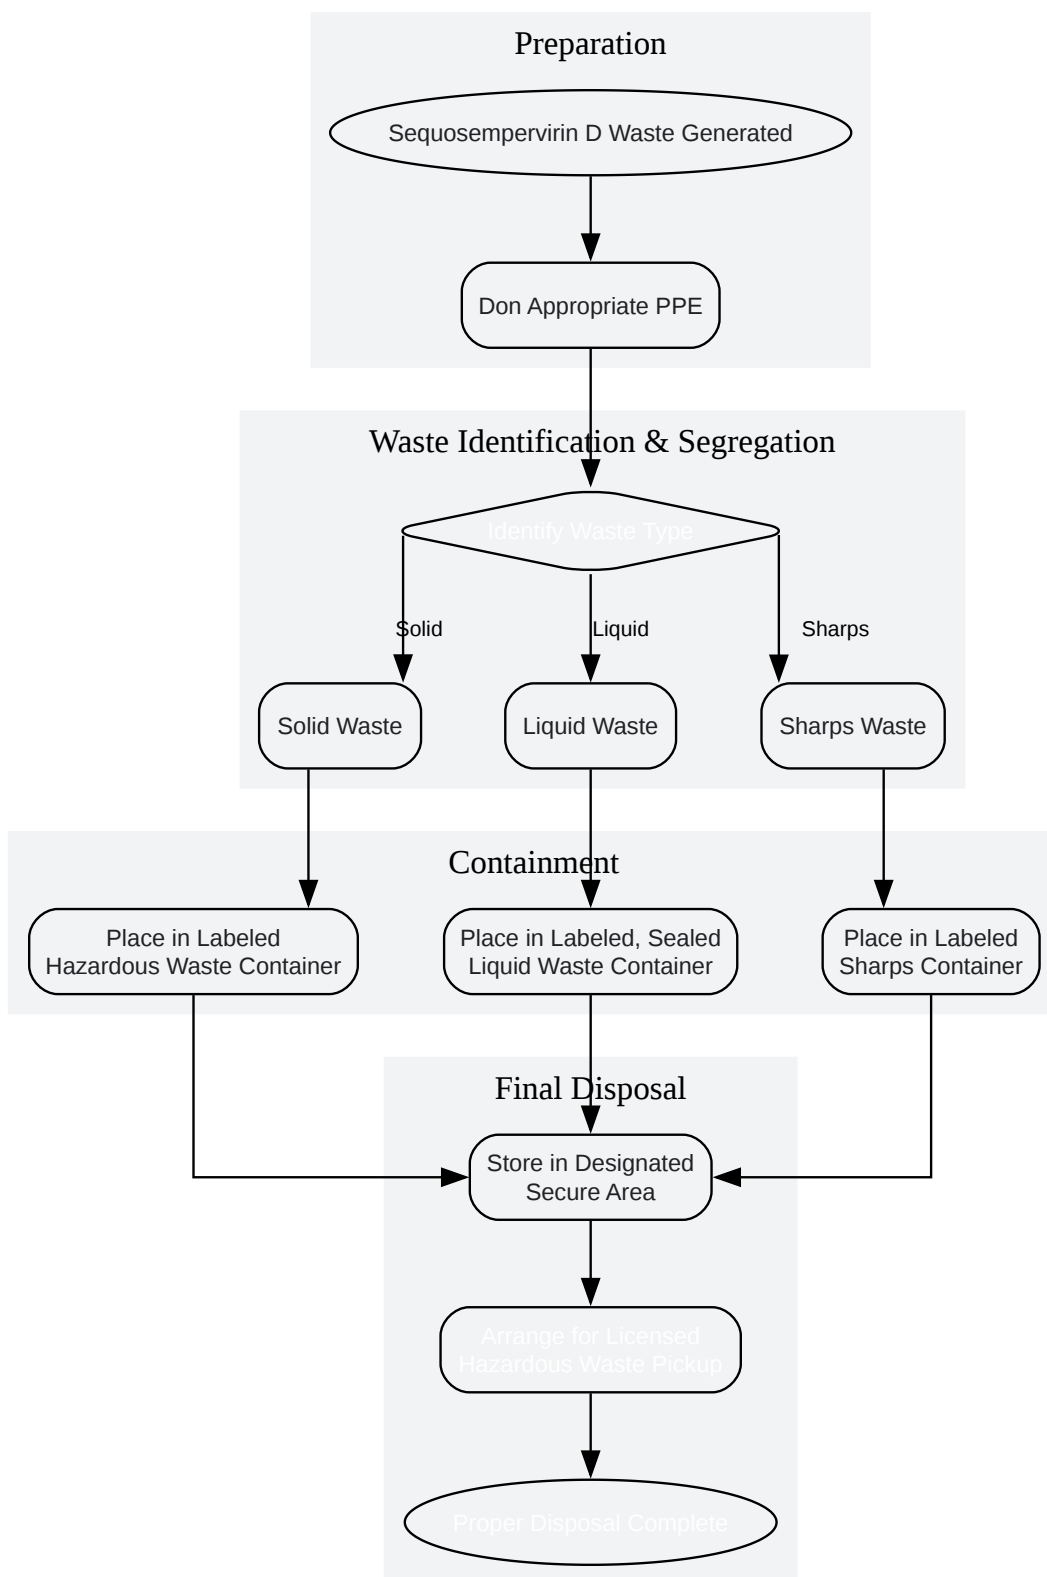 Preparation
Sequosempervirin D Waste Generated
Don Appropriate PPE
Waste Identification & Segregation
Identify Waste Type
Solid
Liquid
Sharps
Solid Waste
Liquid Waste
Sharps Waste
Containment
Place in Labeled
Hazardous Waste Container
Place in Labeled, Sealed
Liquid Waste Container
Place in Labeled
Sharps Container
Final Disposal
Store in Designated
Secure Area
Arrange for Licensed
Hazardous Waste Pickup
Proper Disposal Complete